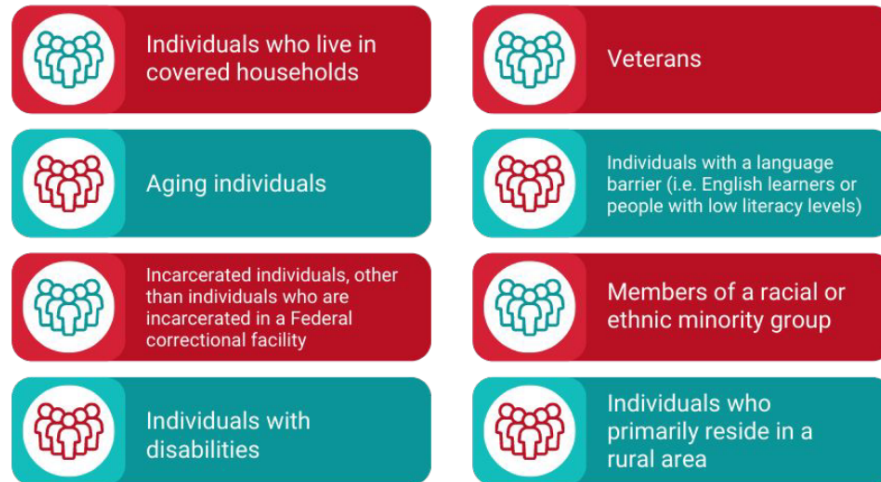 Individuals who live in
covered households
Veterans
Aging individuals
Individuals with a language
barrier (i.e. English learners or
people with low literacy levels)
Incarcerated individuals, other
than individuals who are
incarcerated in a Federal
correctional facility
Members of a racial or
ethnic minority group
Individuals with
disabilities
Individuals who
primarily reside in a
rural area